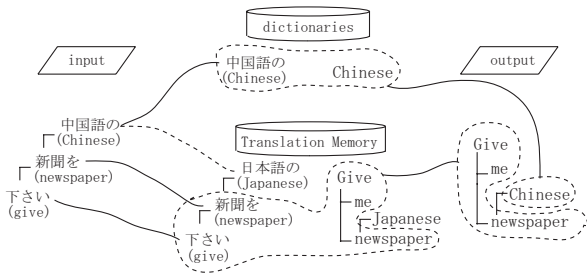 dictionaries
input
中国語の
(Chinese)
Chinese
output
中国語の
(Chinese)
新聞を
(newspaper)
下さい
(give)
Translation Memory
日本語の
(Japanese)
新聞を
(newspaper)
下さい
(give)
Give
me
Japanese
newspaper
Give
me
Chinese
newspaper